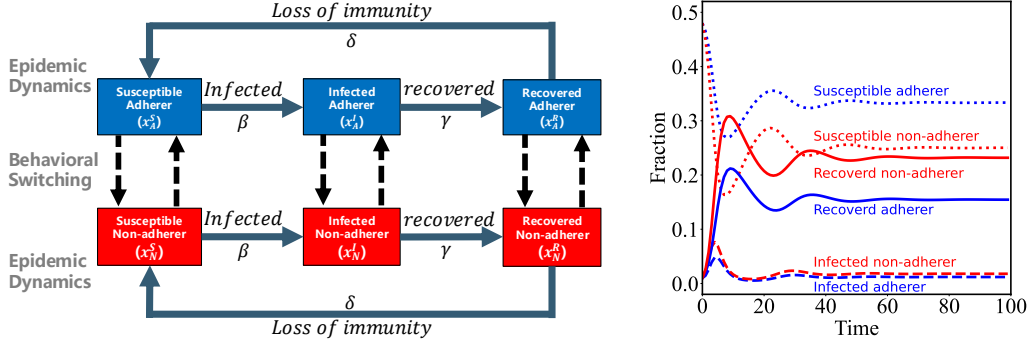 Loss of immunity
δ
Epidemic
Dynamics
Susceptible
Adherer
(x_A^S)
Infected
β
Infected
Adherer
(x_A^I)
recovered
γ
Recovered
Adherer
(x_A^R)
Behavioral
Switching
Susceptible
Non-adherer
(x_N^S)
Infected
β
Infected
Non-adherer
(x_N^I)
recovered
γ
Recovered
Non-adherer
(x_N^R)
Epidemic
Dynamics
δ
Loss of immunity
0.5
0.4
0.3
0.2
0.1
0.0
Fraction
Susceptible adherer
Susceptible non-adherer
Recoverd non-adherer
Recoverd adherer
Infected non-adherer
Infected adherer
0 20 40 60 80 100
Time